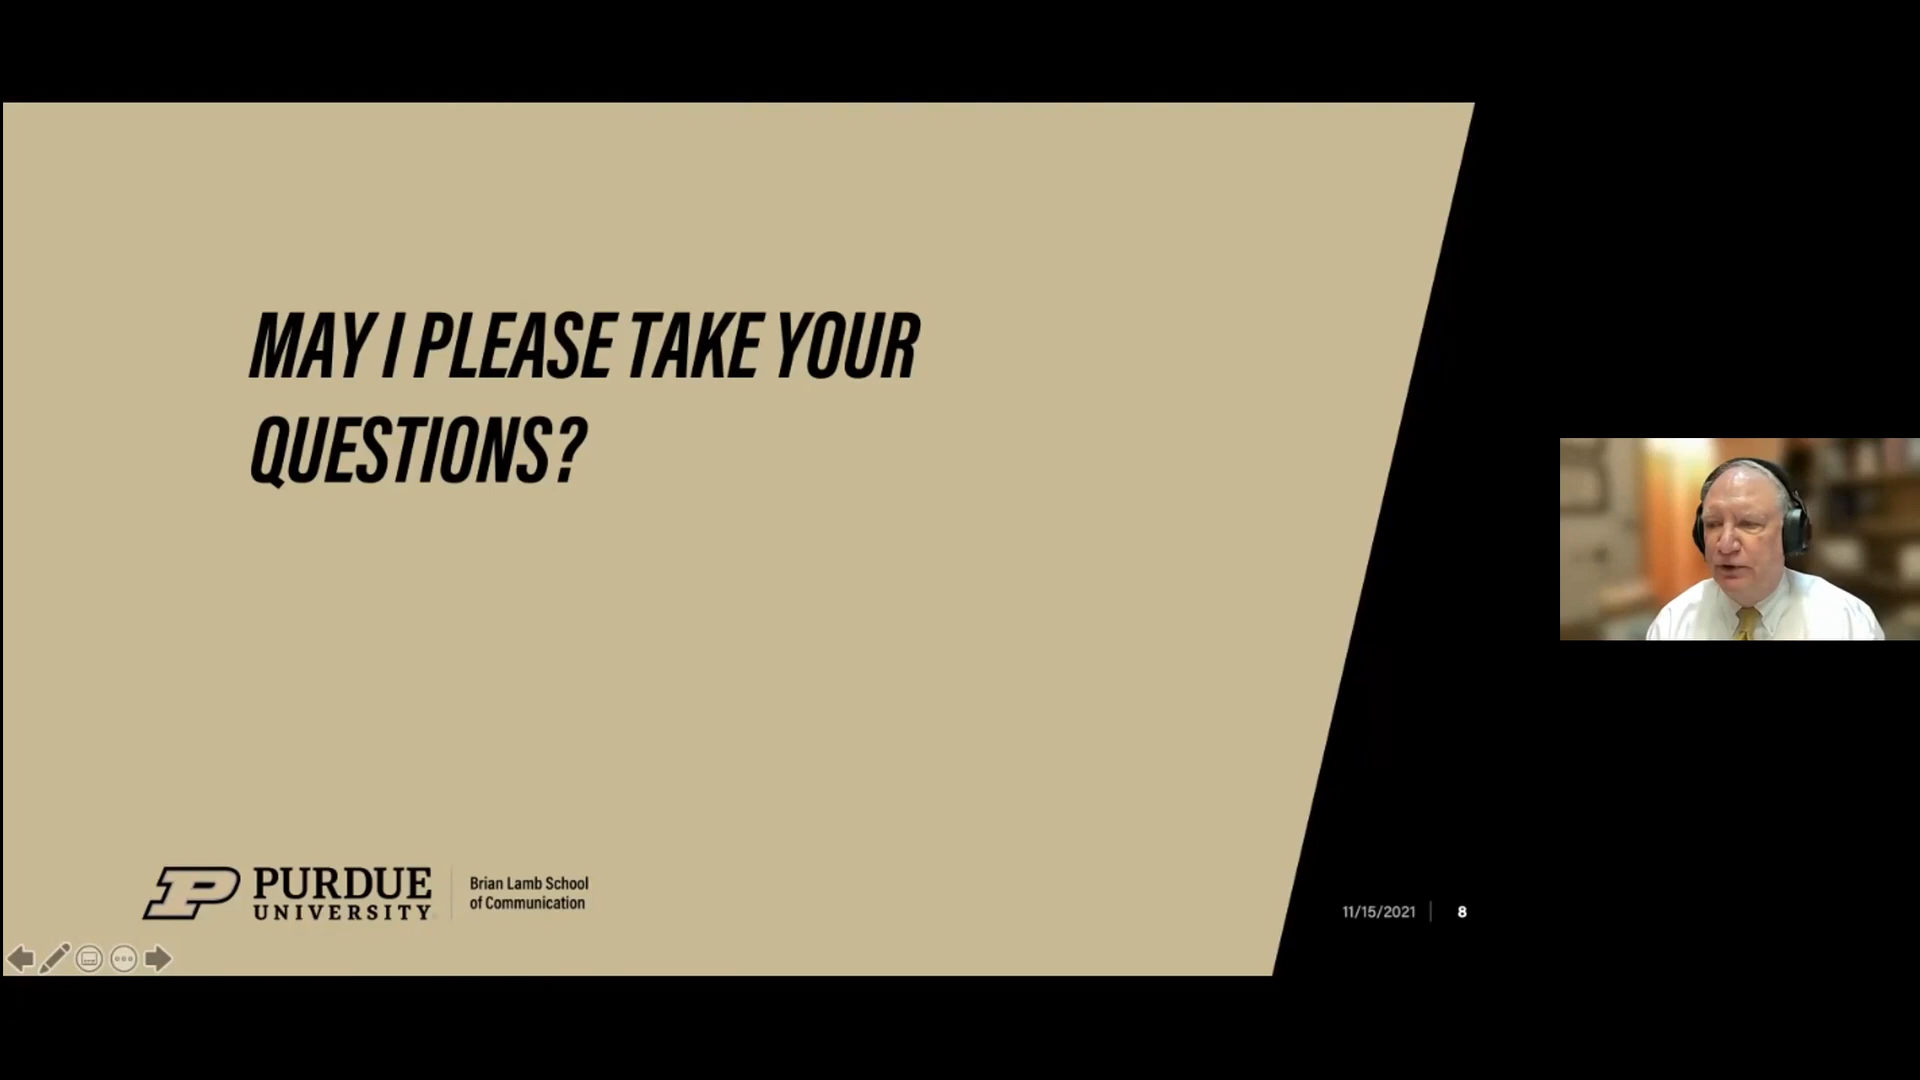 MAY I PLEASE TAKE YOUR
QUESTIONS?
PURDUE
UNIVERSITY
Brian Lamb School
of Communication
11/15/2021
8